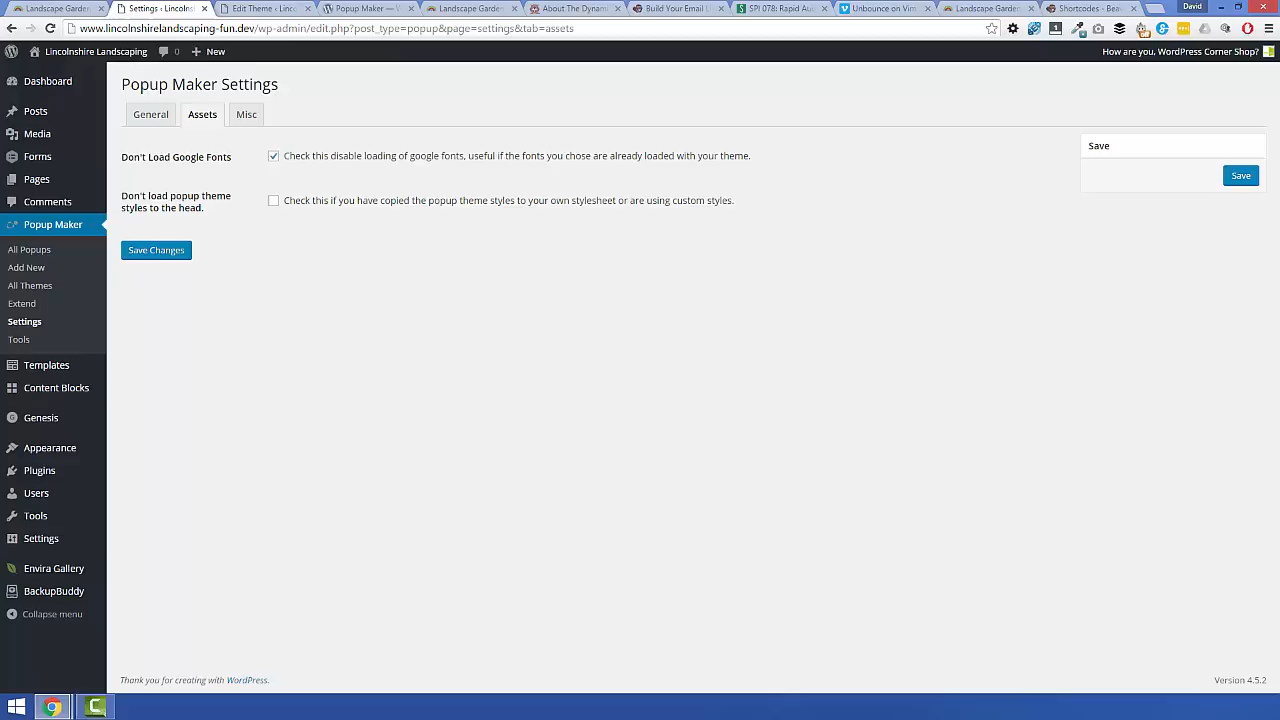 Landscape Garden
Settings ‹ Lincolns
Edit Theme ‹ Linco
Popup Maker — W
Landscape Garden
About The Dynam
Build Your Email L
SPI 078: Rapid Au
Unbounce on Vim
Landscape Garden
Shortcodes - Bea
David
www.lincolnshirelandscaping-fun.dev/wp-admin/edit.php?post_type=popup&page=settings&tab=assets
Lincolnshire Landscaping
0
New
How are you, WordPress Corner Shop?
Dashboard
Posts
Media
Forms
Pages
Comments
Popup Maker
All Popups
Add New
All Themes
Extend
Settings
Tools
Templates
Content Blocks
Genesis
Appearance
Plugins
Users
Tools
Settings
Envira Gallery
BackupBuddy
Collapse menu
Popup Maker Settings
General
Assets
Misc
Don't Load Google Fonts
Check this disable loading of google fonts, useful if the fonts you chose are already loaded with your theme.
Don't load popup theme
styles to the head.
Check this if you have copied the popup theme styles to your own stylesheet or are using custom styles.
Save Changes
Save
Save
Thank you for creating with WordPress.
Version 4.5.2